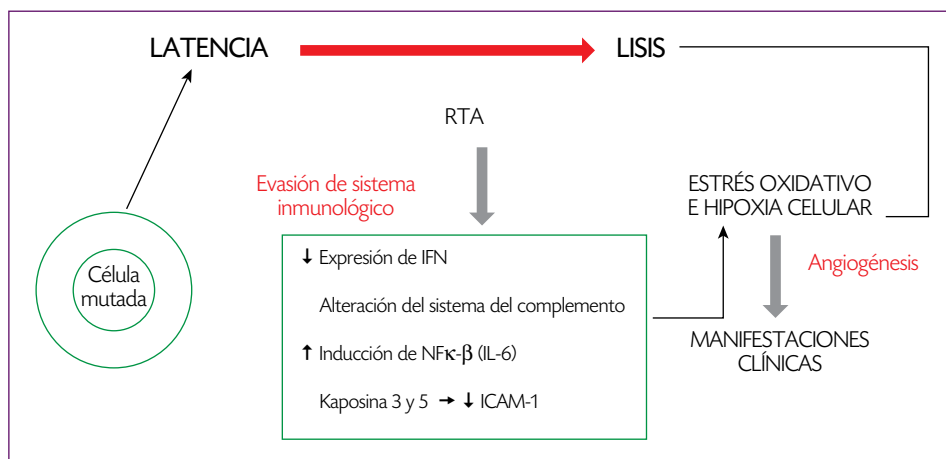 LATENCIA
LISIS
RTA
Evasión de sistema
inmunológico
Célula
mutada
↓ Expresión de IFN
Alteración del sistema del complemento
↑ Inducción de NFκ-β (IL-6)
Kaposina 3 y 5 → ↓ ICAM-1
ESTRÉS OXIDATIVO
E HIPOXIA CELULAR
Angiogénesis
MANIFESTACIONES
CLÍNICAS